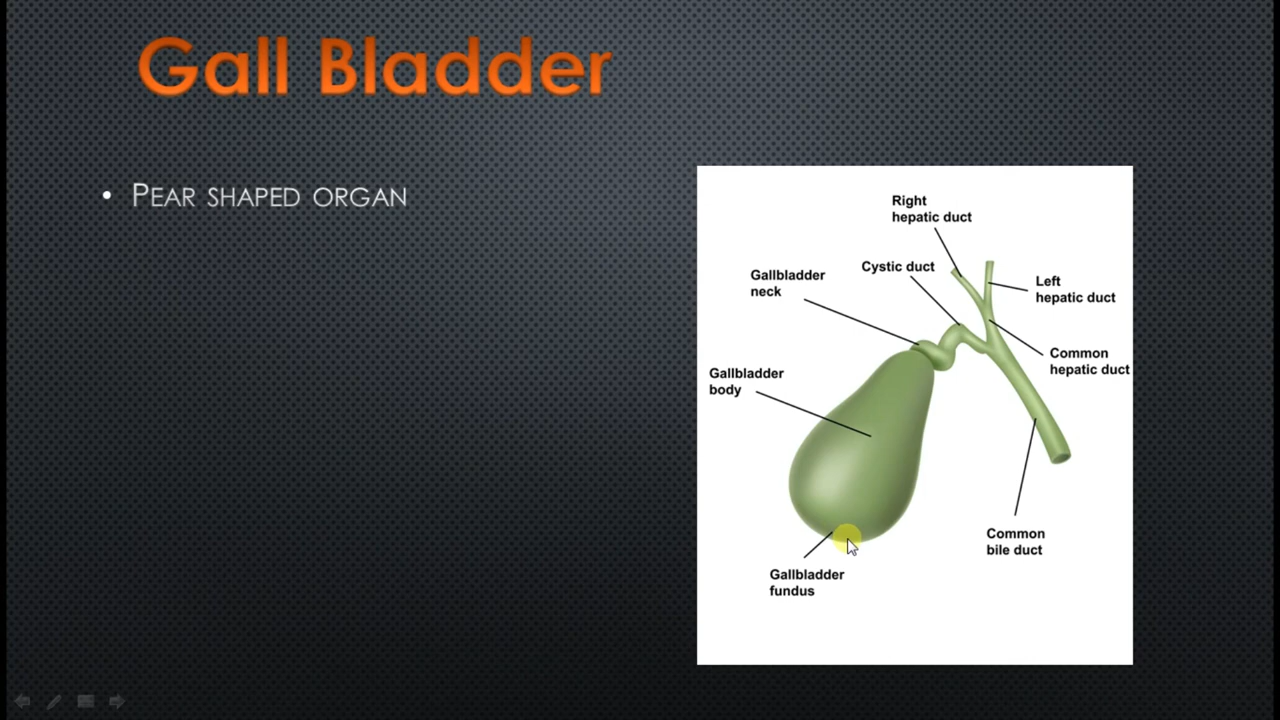 Gall Bladder
• Pear shaped organ
Right
hepatic duct
Cystic duct
Gallbladder
neck
Left
hepatic duct
Common
hepatic duct
Gallbladder
body
Common
bile duct
Gallbladder
fundus